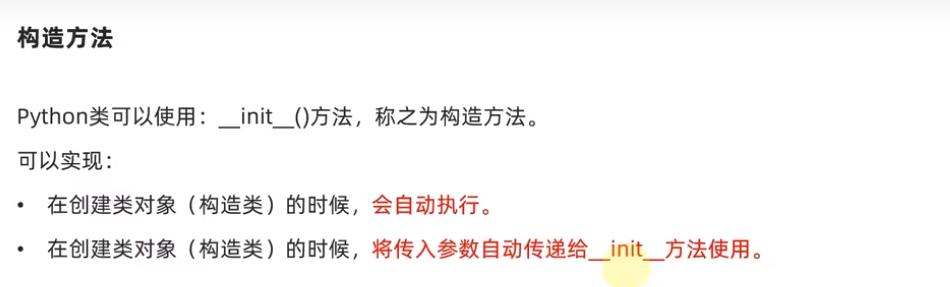 构造方法
Python类可以使用：__init__()方法，称之为构造方法。
可以实现：
• 在创建类对象（构造类）的时候，会自动执行。
• 在创建类对象（构造类）的时候，将传入参数自动传递给__init__方法使用。